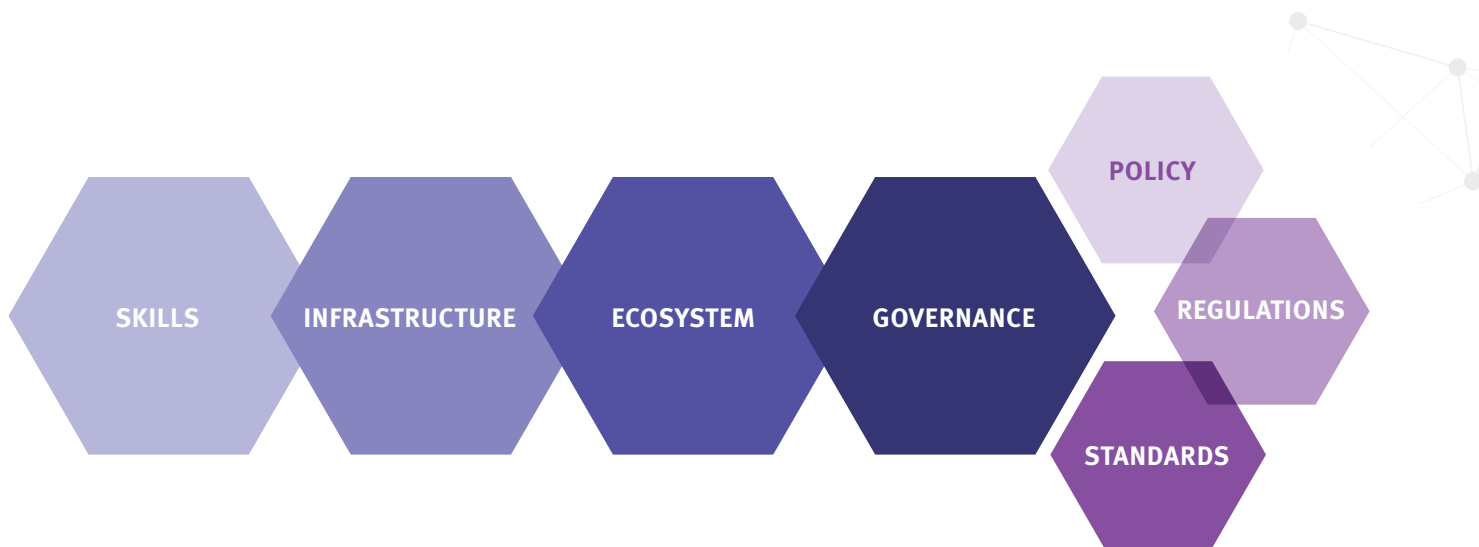 POLICY
SKILLS
INFRASTRUCTURE
ECOSYSTEM
GOVERNANCE
REGULATIONS
STANDARDS